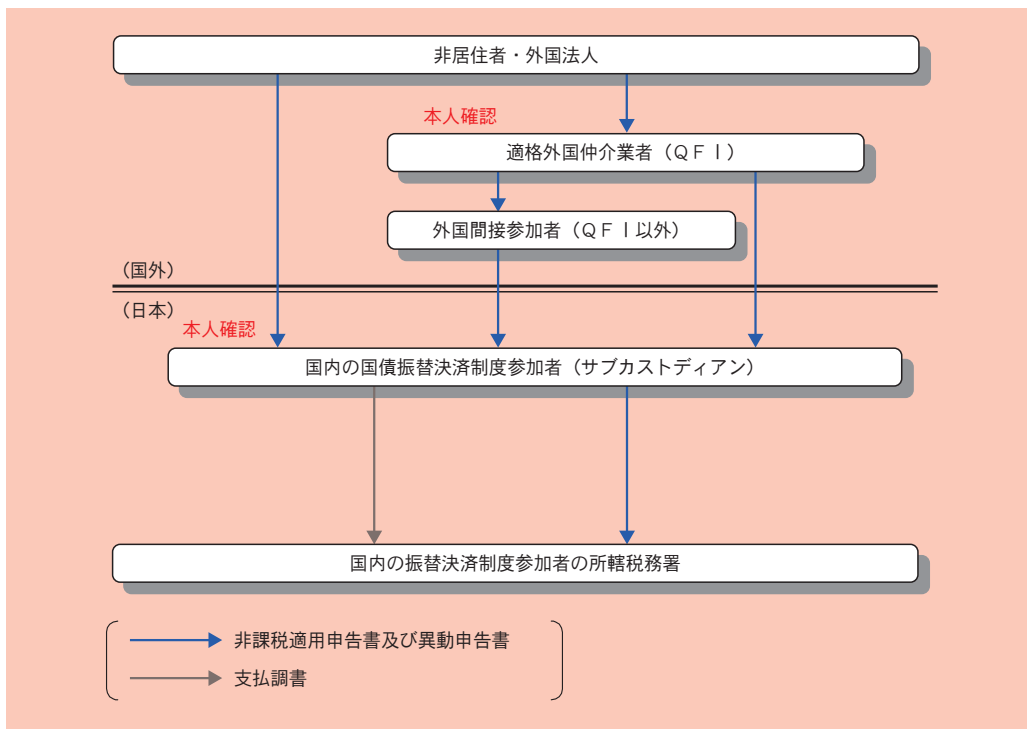 非居住者・外国法人
本人確認
適格外国仲介業者（ＱＦＩ）
外国間接参加者（ＱＦＩ以外）
（国外）
（日本）
本人確認
国内の国債振替決済制度参加者（サブカストディアン）
国内の振替決済制度参加者の所轄税務署
非課税適用申告書及び異動申告書
支払調書